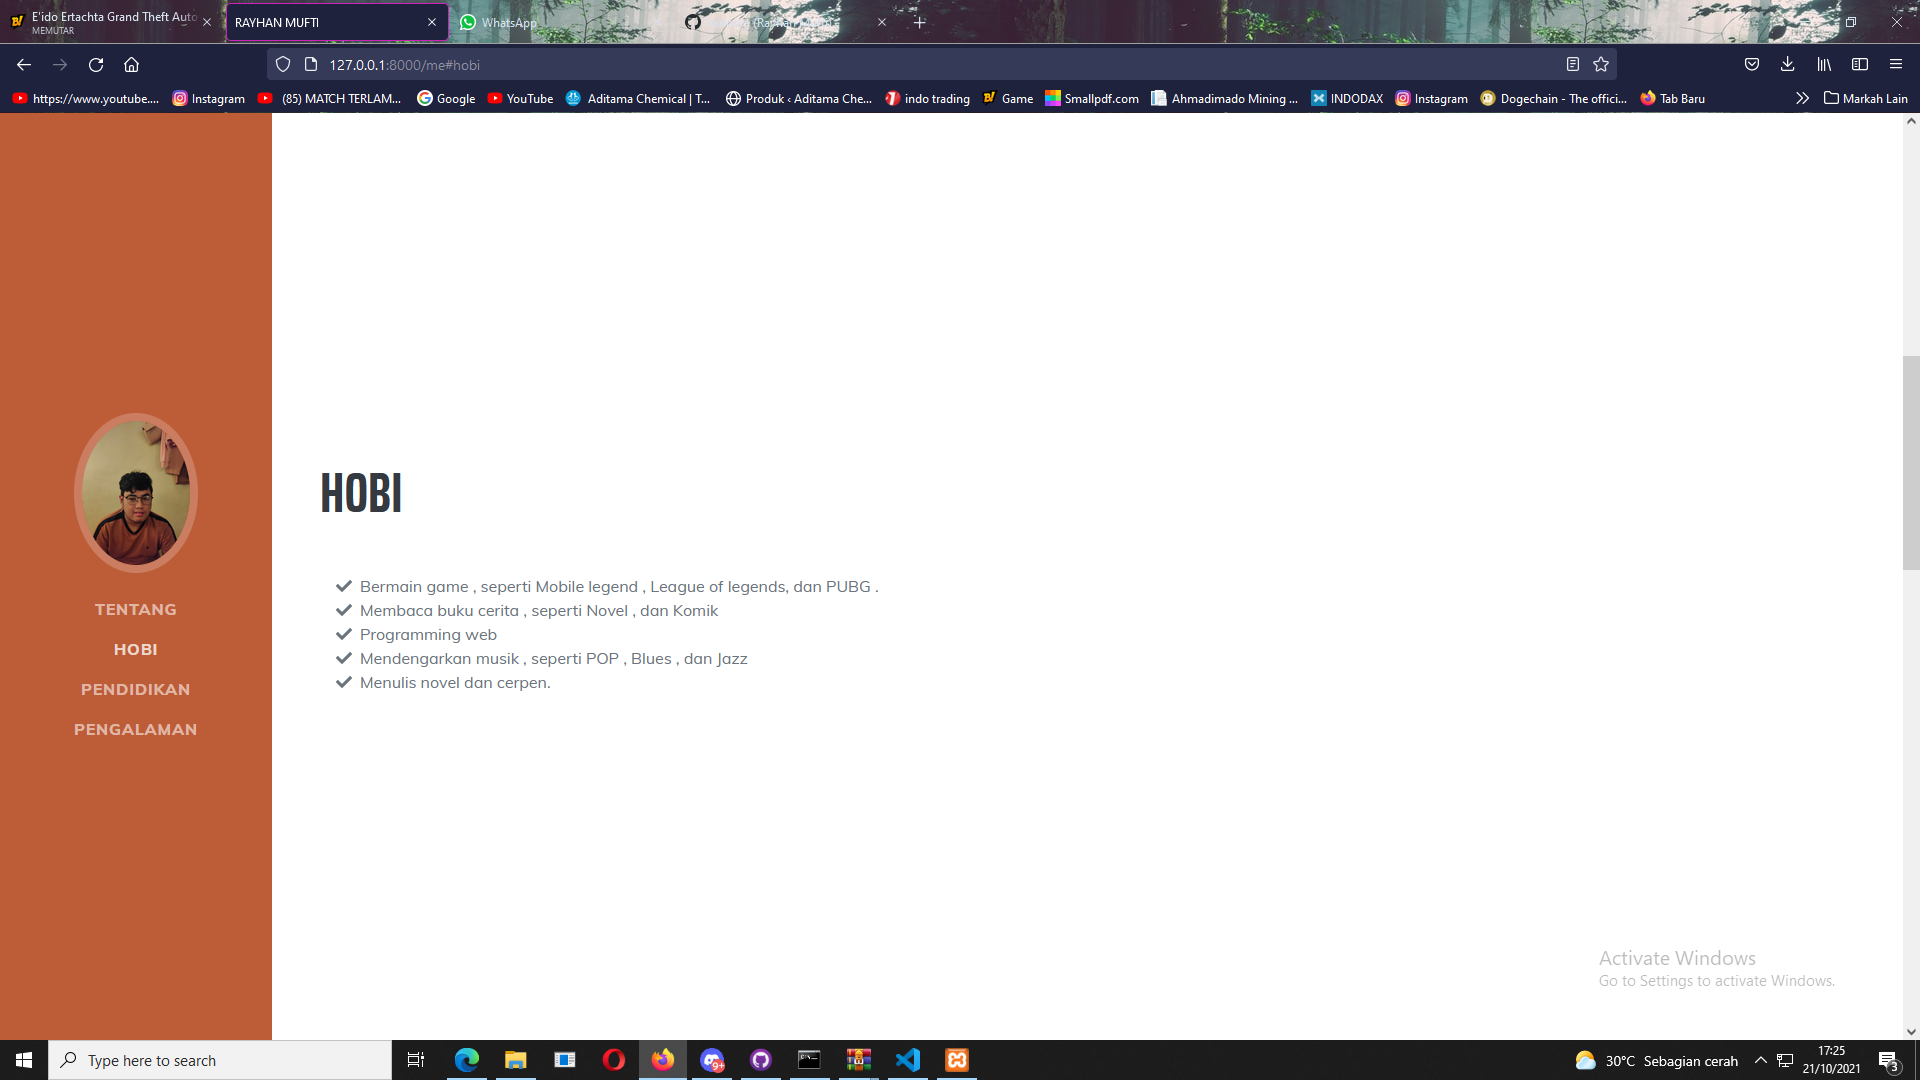 E'ido Ertachta Grand Theft Auto
MEMUTAR
RAYHAN MUFTI
WhatsApp
127.0.0.1:8000/me#hobi
https://www.youtube....
Instagram
(85) MATCH TERLAM...
Google
YouTube
Aditama Chemical | T...
Produk ‹ Aditama Che...
indo trading
Game
Smallpdf.com
Ahmadimado Mining ...
INDODAX
Instagram
Dogechain - The offici...
Tab Baru
Markah Lain
TENTANG
HOBI
PENDIDIKAN
PENGALAMAN
HOBI
Bermain game , seperti Mobile legend , League of legends, dan PUBG .
Membaca buku cerita , seperti Novel , dan Komik
Programming web
Mendengarkan musik , seperti POP , Blues , dan Jazz
Menulis novel dan cerpen.
Activate Windows
Go to Settings to activate Windows.
Type here to search
9+
30°C Sebagian cerah
17:25
21/10/2021
3